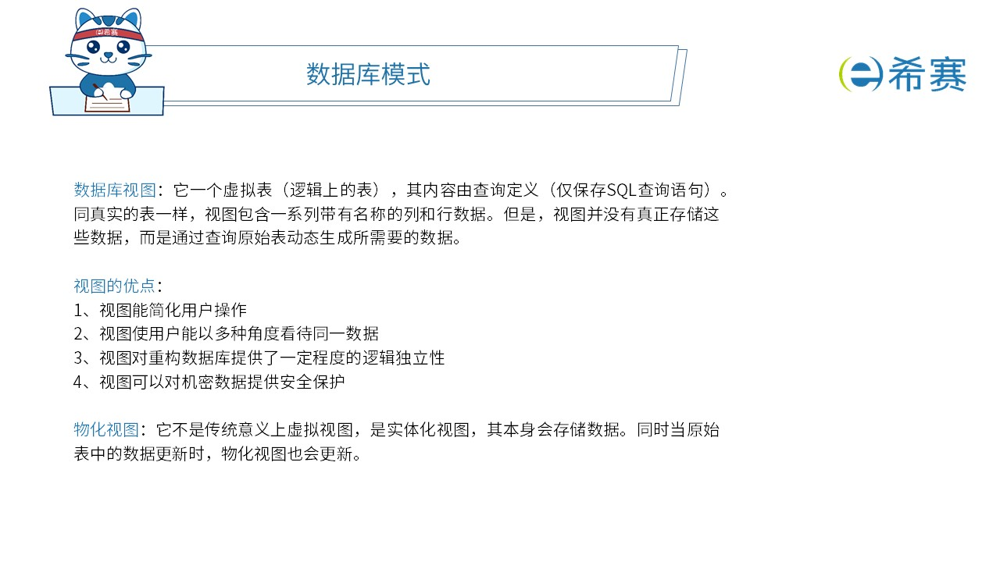 希赛
数据库模式
希赛
数据库视图：它一个虚拟表（逻辑上的表），其内容由查询定义（仅保存SQL查询语句）。
同真实的表一样，视图包含一系列带有名称的列和行数据。但是，视图并没有真正存储这
些数据，而是通过查询原始表动态生成所需要的数据。
视图的优点：
1、视图能简化用户操作
2、视图使用户能以多种角度看待同一数据
3、视图对重构数据库提供了一定程度的逻辑独立性
4、视图可以对机密数据提供安全保护
物化视图：它不是传统意义上虚拟视图，是实体化视图，其本身会存储数据。同时当原始
表中的数据更新时，物化视图也会更新。